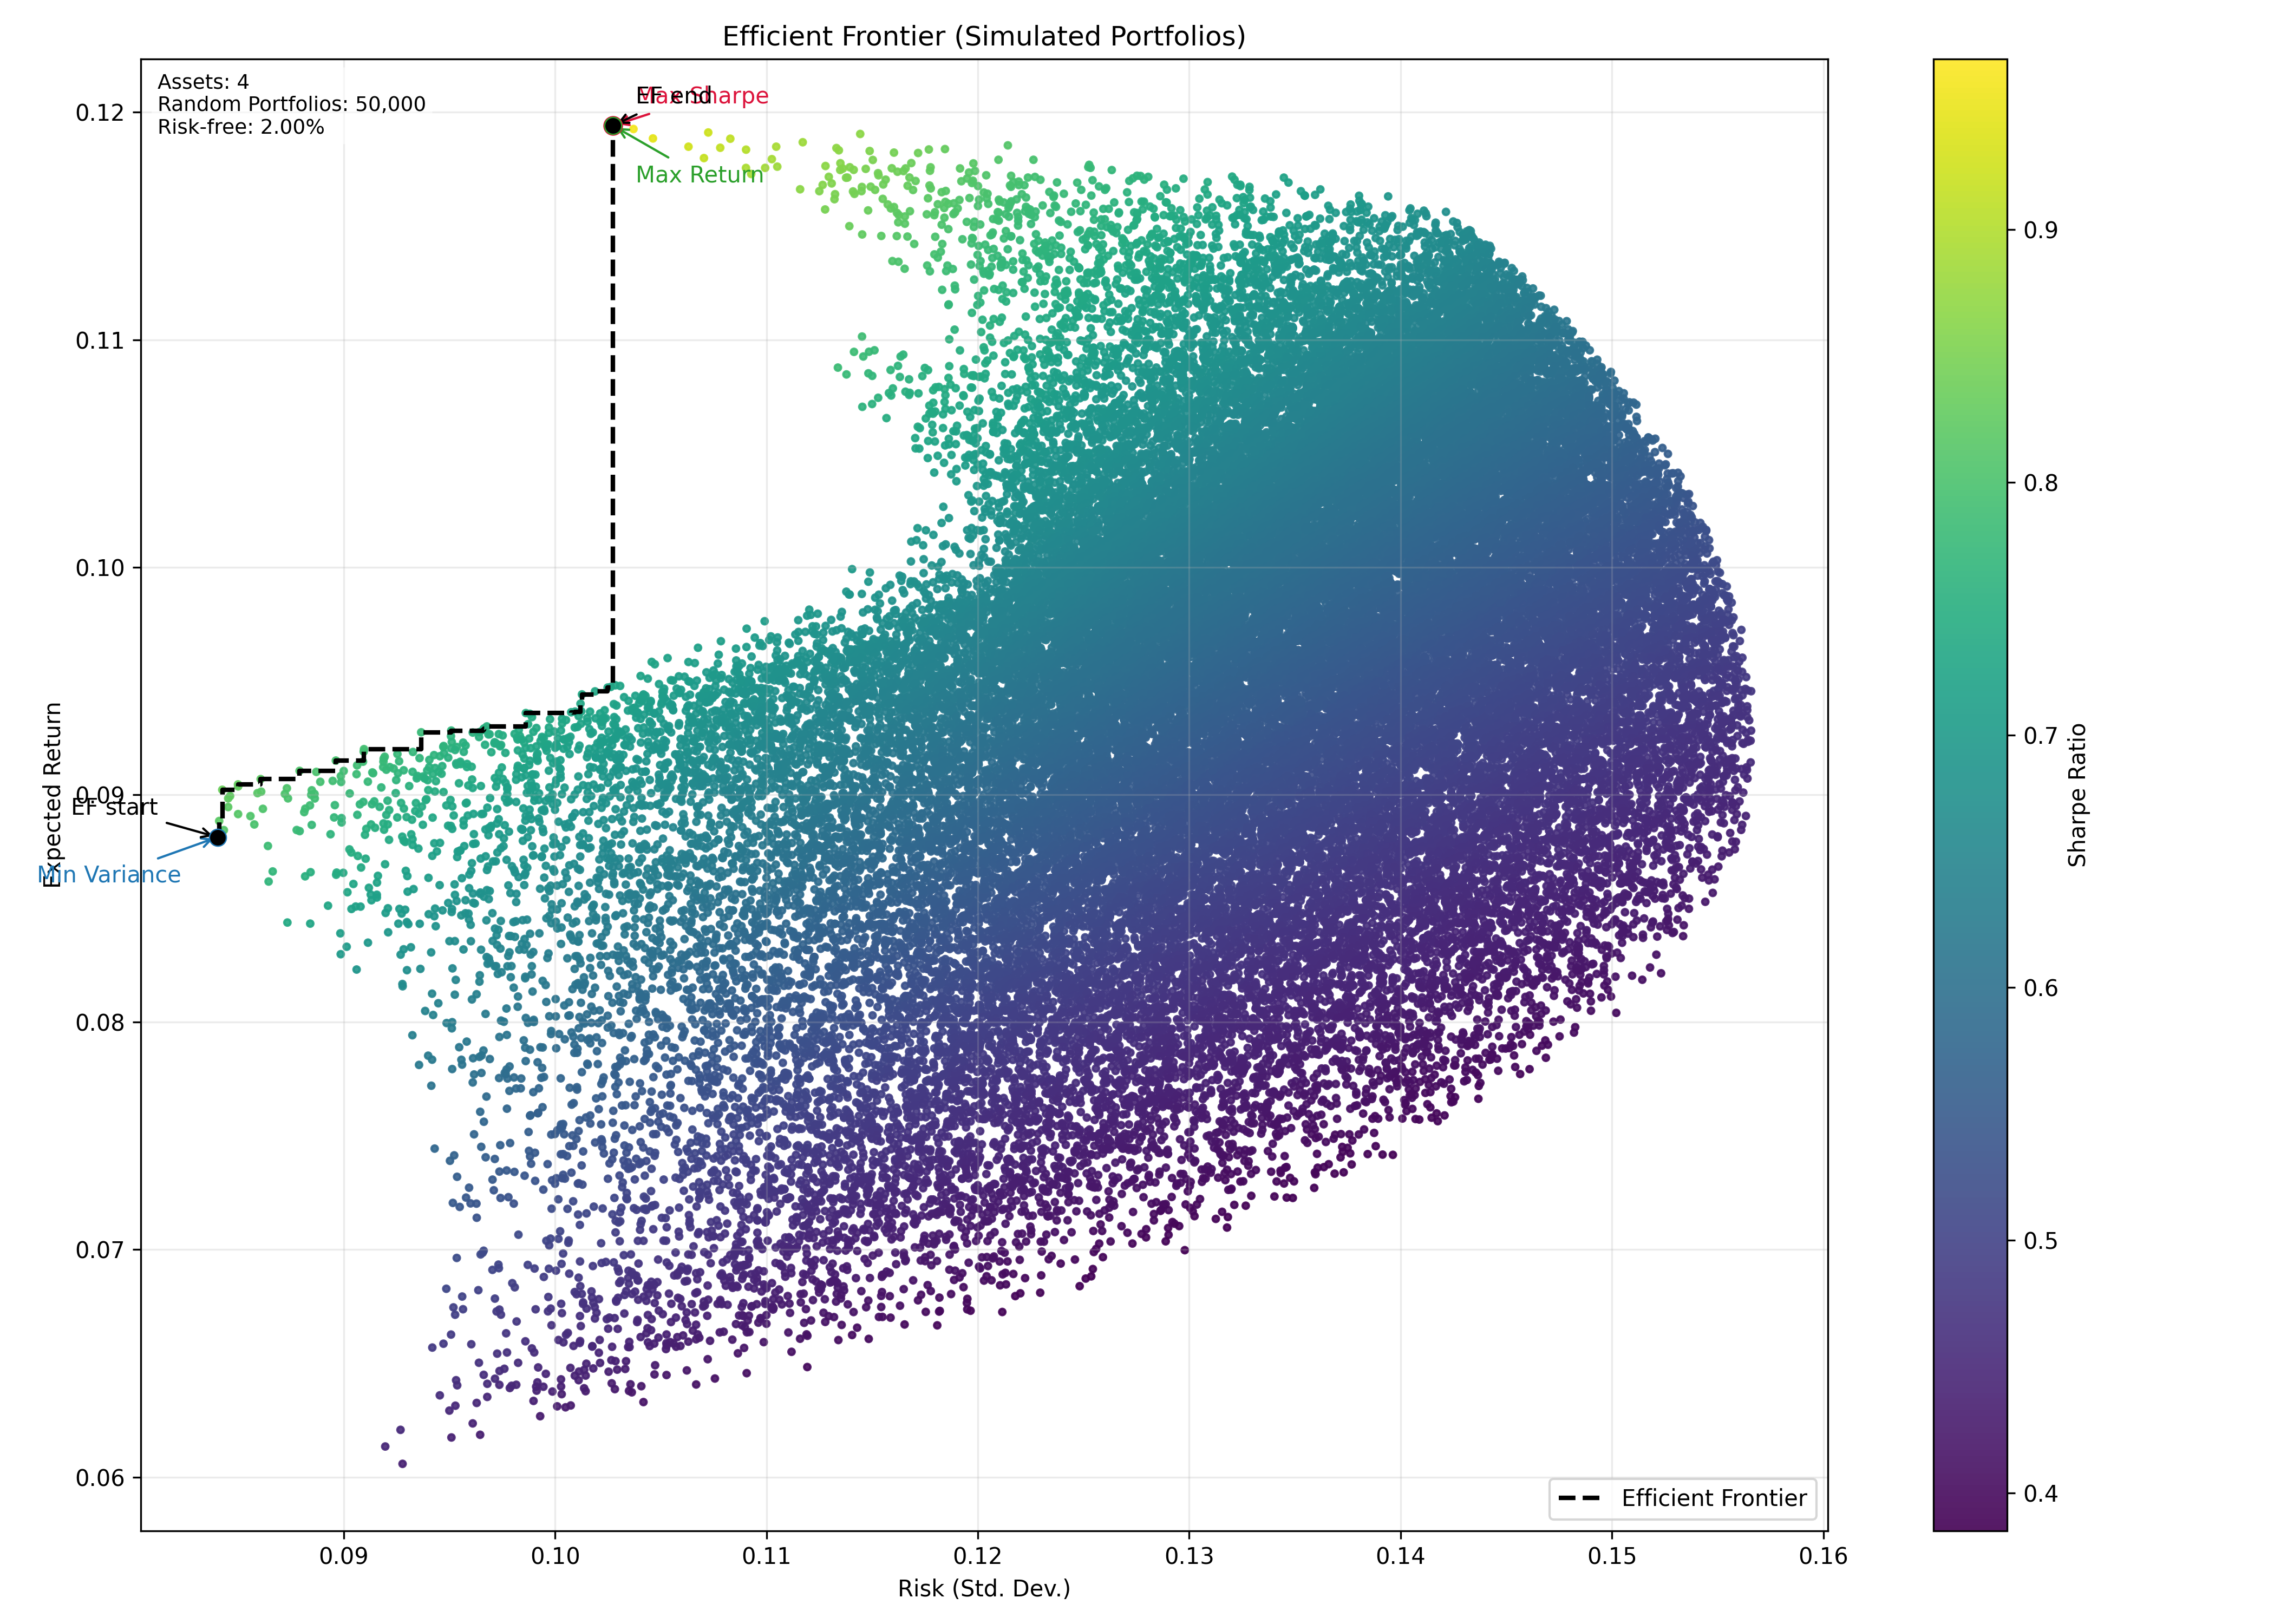 Efficient Frontier (Simulated Portfolios)
Assets: 4
Random Portfolios: 50,000
Risk-free: 2.00%
EF end
Max Sharpe
Max Return
EF start
Min Variance
Expected Return
0.12
0.11
0.10
0.09
0.08
0.07
0.06
0.09
0.10
0.11
0.12
0.13
0.14
0.15
0.16
Risk (Std. Dev.)
Efficient Frontier
0.9
0.8
0.7
0.6
0.5
0.4
Sharpe Ratio